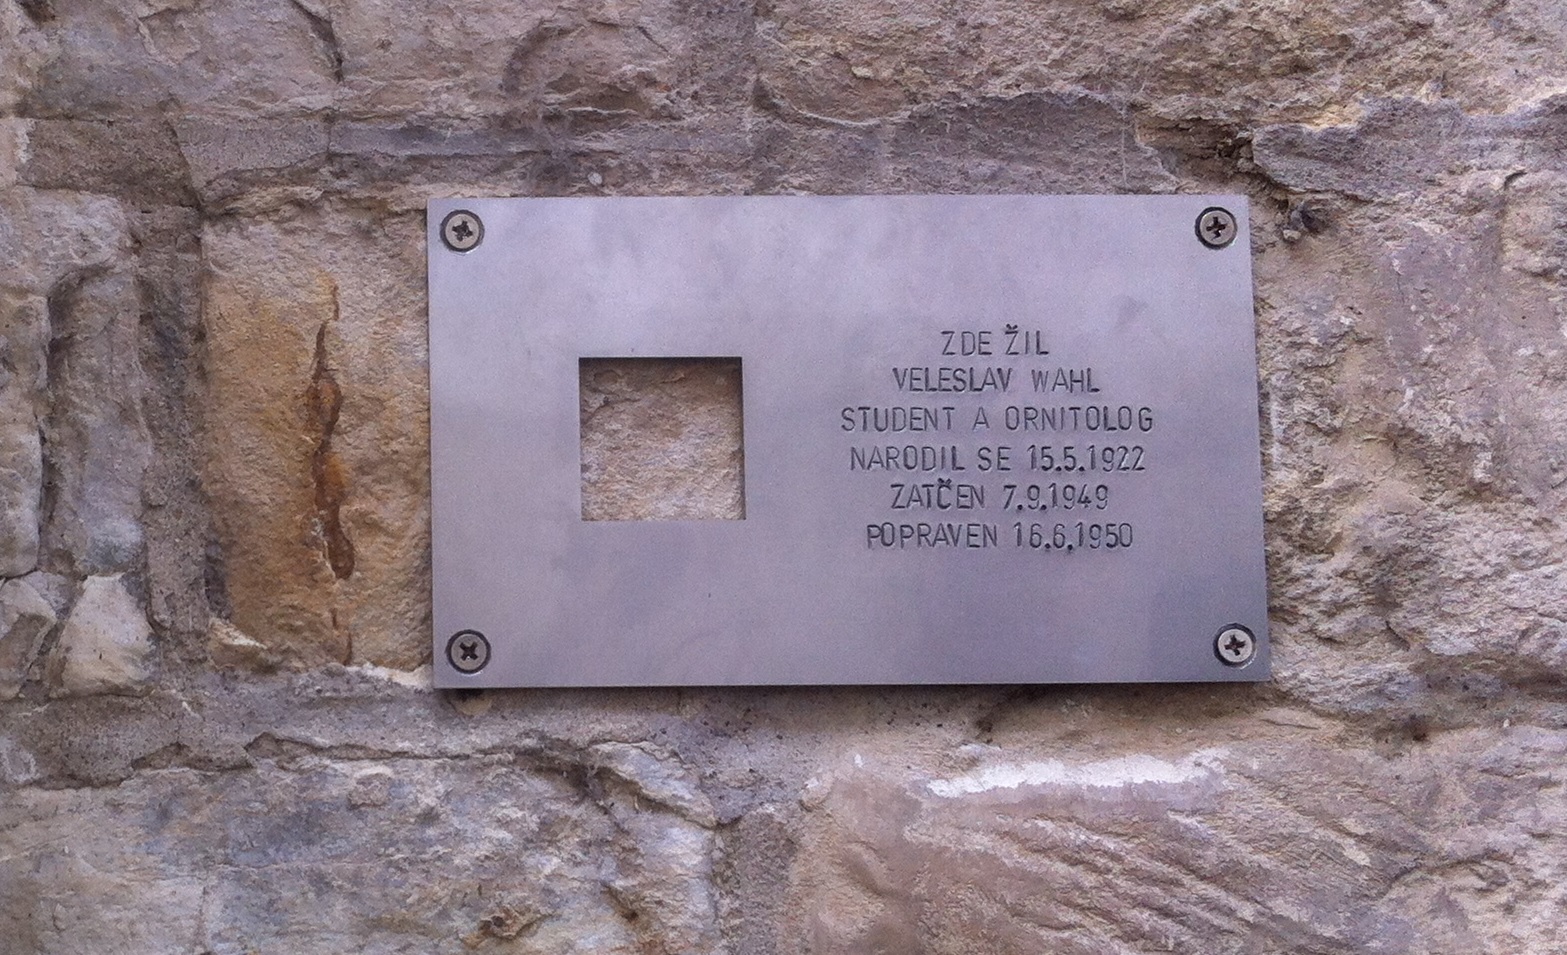 ZDE ŽIL
VELESLAV WAHL
STUDENT A ORNITOLOG
NARODIL SE 15.5.1922
ZATČEN 7.9.1949
POPRAVEN 16.6.1950